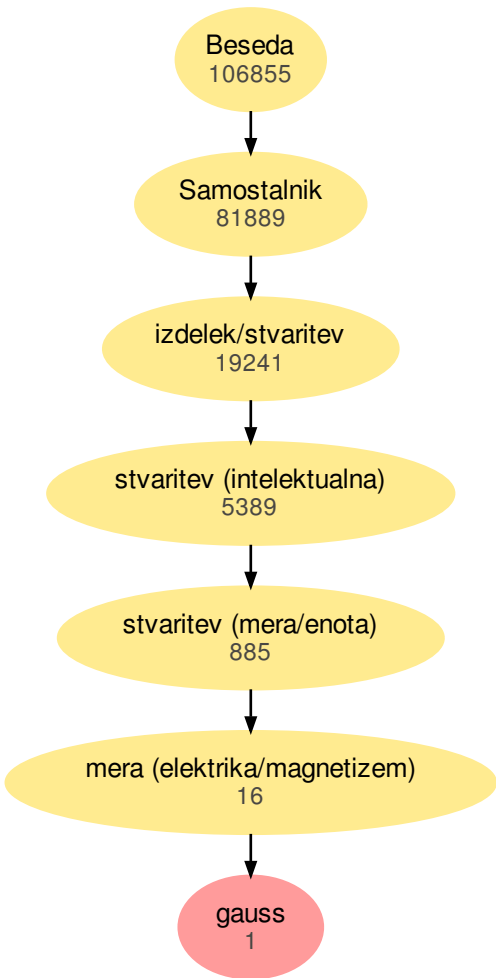 Beseda
106855
Samostalnik
81889
izdelek/stvaritev
19241
stvaritev (intelektualna)
5389
stvaritev (mera/enota)
885
mera (elektrika/magnetizem)
16
gauss
1